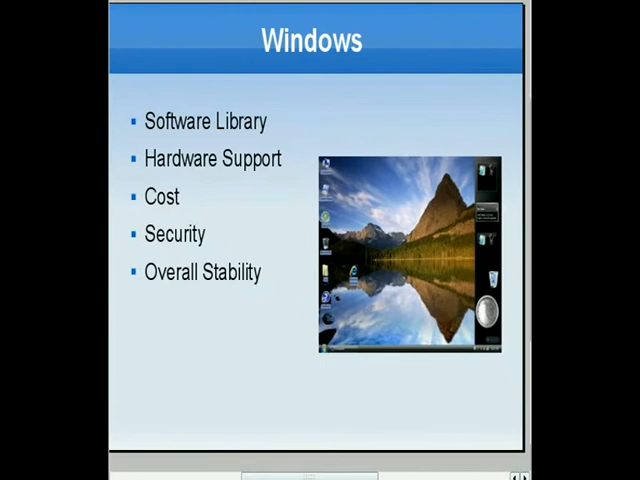 Windows
Software Library
Hardware Support
Cost
Security
Overall Stability